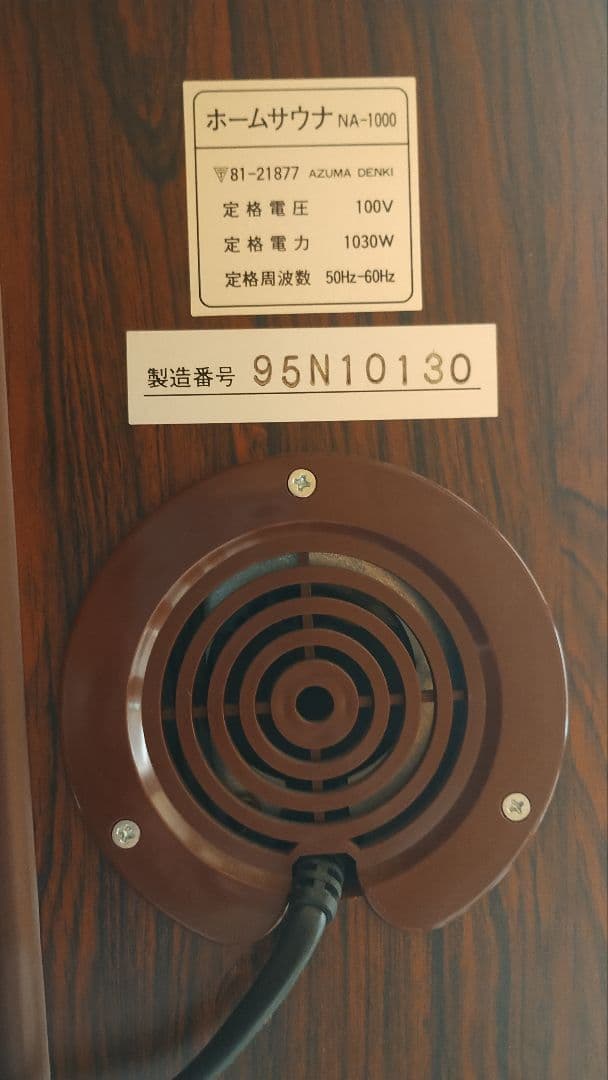 ホームサウナ NA-1000
81-21877 AZUMA DENKI
定格電圧 100V
定格電力 1030W
定格周波数 50Hz-60Hz
製造番号 95N10130